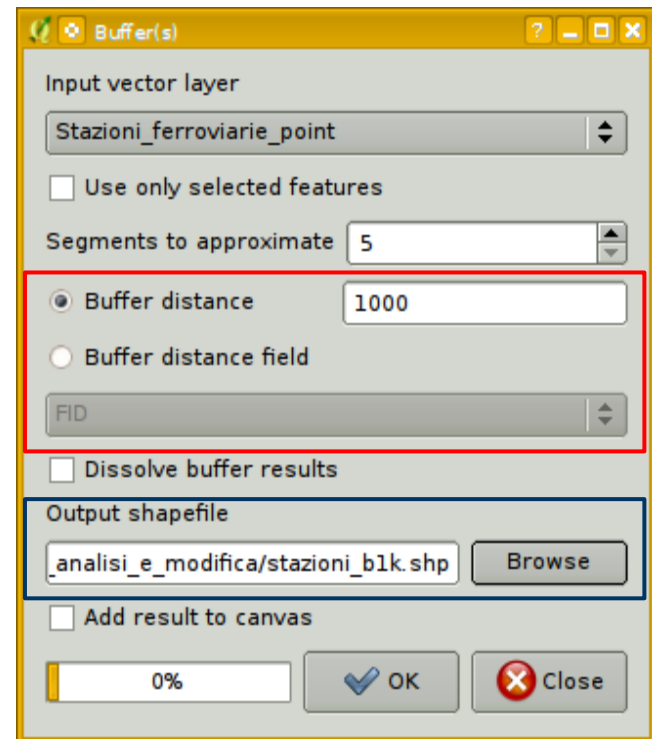 Buffer(s)
?
Input vector layer
Stazioni_ferroviarie_point
Use only selected features
Segments to approximate 5
Buffer distance 1000
Buffer distance field
FID
Dissolve buffer results
Output shapefile
_analisi_e_modifica/stazioni_b1k.shp Browse
Add result to canvas
0% OK Close